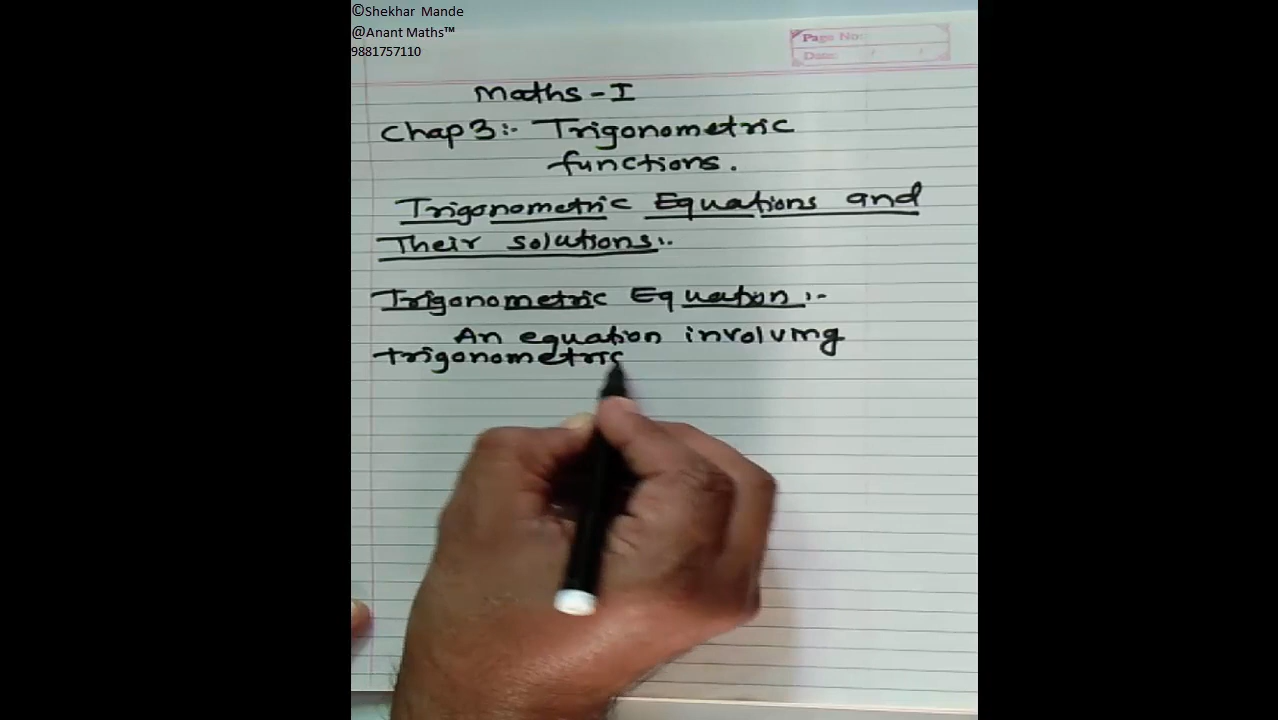 ©Shekhar Mande
@Anant Maths™
9881757110
Page No:
Date:
Maths - I
Chap 3:- Trigonometric
functions.
Trigonometric Equations and
Their solutions:-
Trigonometric Equation :-
An equation involving
trigonometric